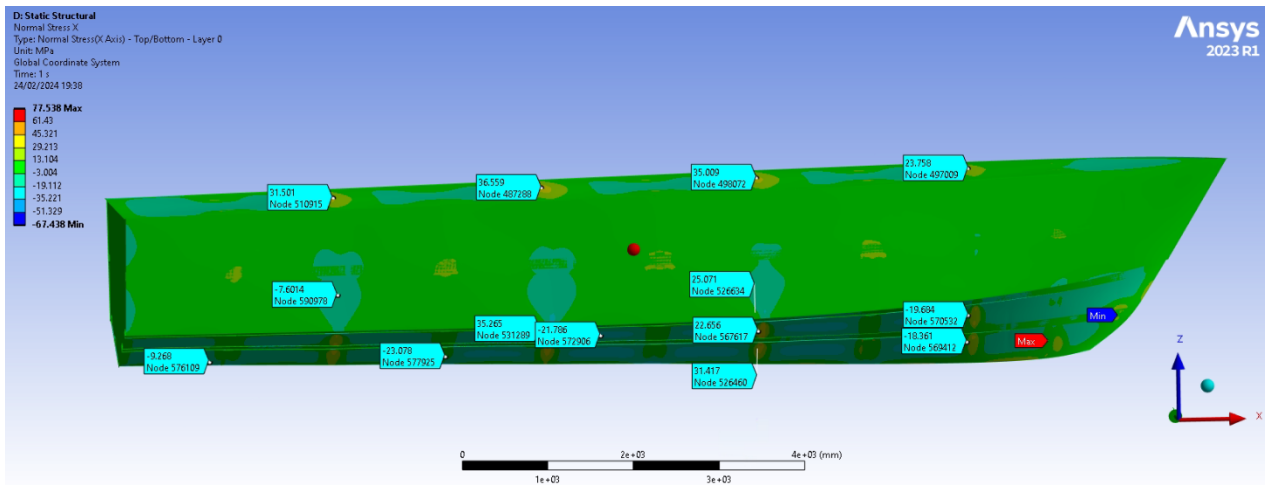 D: Static Structural
Normal Stress X
Type: Normal Stress(X Axis) - Top/Bottom - Layer 0
Unit: MPa
Global Coordinate System
Time: 1 s
24/02/2024 19:38
Ansys
2023 R1
77.538 Max
61.43
45.321
29.213
13.104
-3.004
-19.112
-35.221
-51.329
-67.438 Min
31.501
Node 510915
36.559
Node 487288
35.009
Node 498072
23.758
Node 497009
-7.6014
Node 590978
25.071
Node 526634
35.265
Node 531289
-21.786
Node 572906
22.656
Node 567617
-19.684
Node 570532
-18.361
Node 569412
Min
Max
-9.268
Node 576109
-23.078
Node 577925
31.417
Node 526460
Z
X
0
2e+03
4e+03 (mm)
1e+03
3e+03